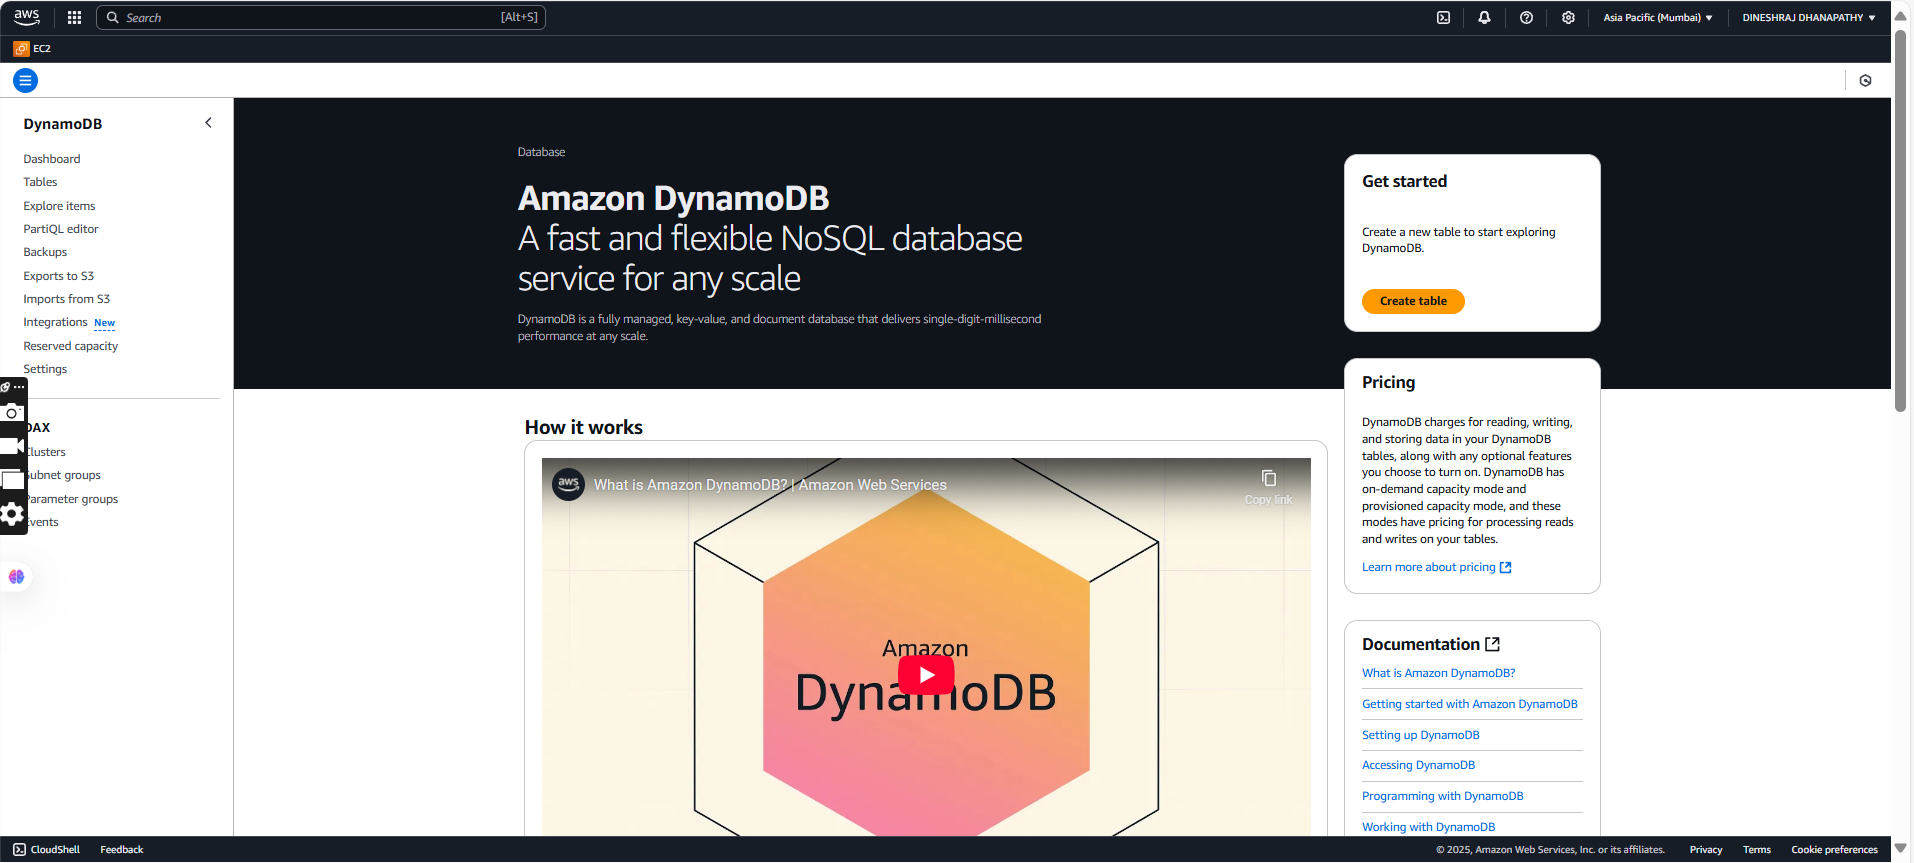 aws
Search
[Alt+S]
Asia Pacific (Mumbai)
DINESHRAJ DHANAPATHY
EC2
DynamoDB
Dashboard
Tables
Explore items
PartiQL editor
Backups
Exports to S3
Imports from S3
Integrations New
Reserved capacity
Settings
DAX
Clusters
Subnet groups
Parameter groups
Events
Database
Amazon DynamoDB
A fast and flexible NoSQL database
service for any scale
DynamoDB is a fully managed, key-value, and document database that delivers single-digit-millisecond
performance at any scale.
Get started
Create a new table to start exploring
DynamoDB.
Create table
How it works
aws
What is Amazon DynamoDB? | Amazon Web Services
Copy link
Amazon
DynamoDB
Pricing
DynamoDB charges for reading, writing,
and storing data in your DynamoDB
tables, along with any optional features
you choose to turn on. DynamoDB has
on-demand capacity mode and
provisioned capacity mode, and these
modes have pricing for processing reads
and writes on your tables.
Learn more about pricing
Documentation
What is Amazon DynamoDB?
Getting started with Amazon DynamoDB
Setting up DynamoDB
Accessing DynamoDB
Programming with DynamoDB
Working with DynamoDB
CloudShell
Feedback
© 2025, Amazon Web Services, Inc. or its affiliates.
Privacy
Terms
Cookie preferences